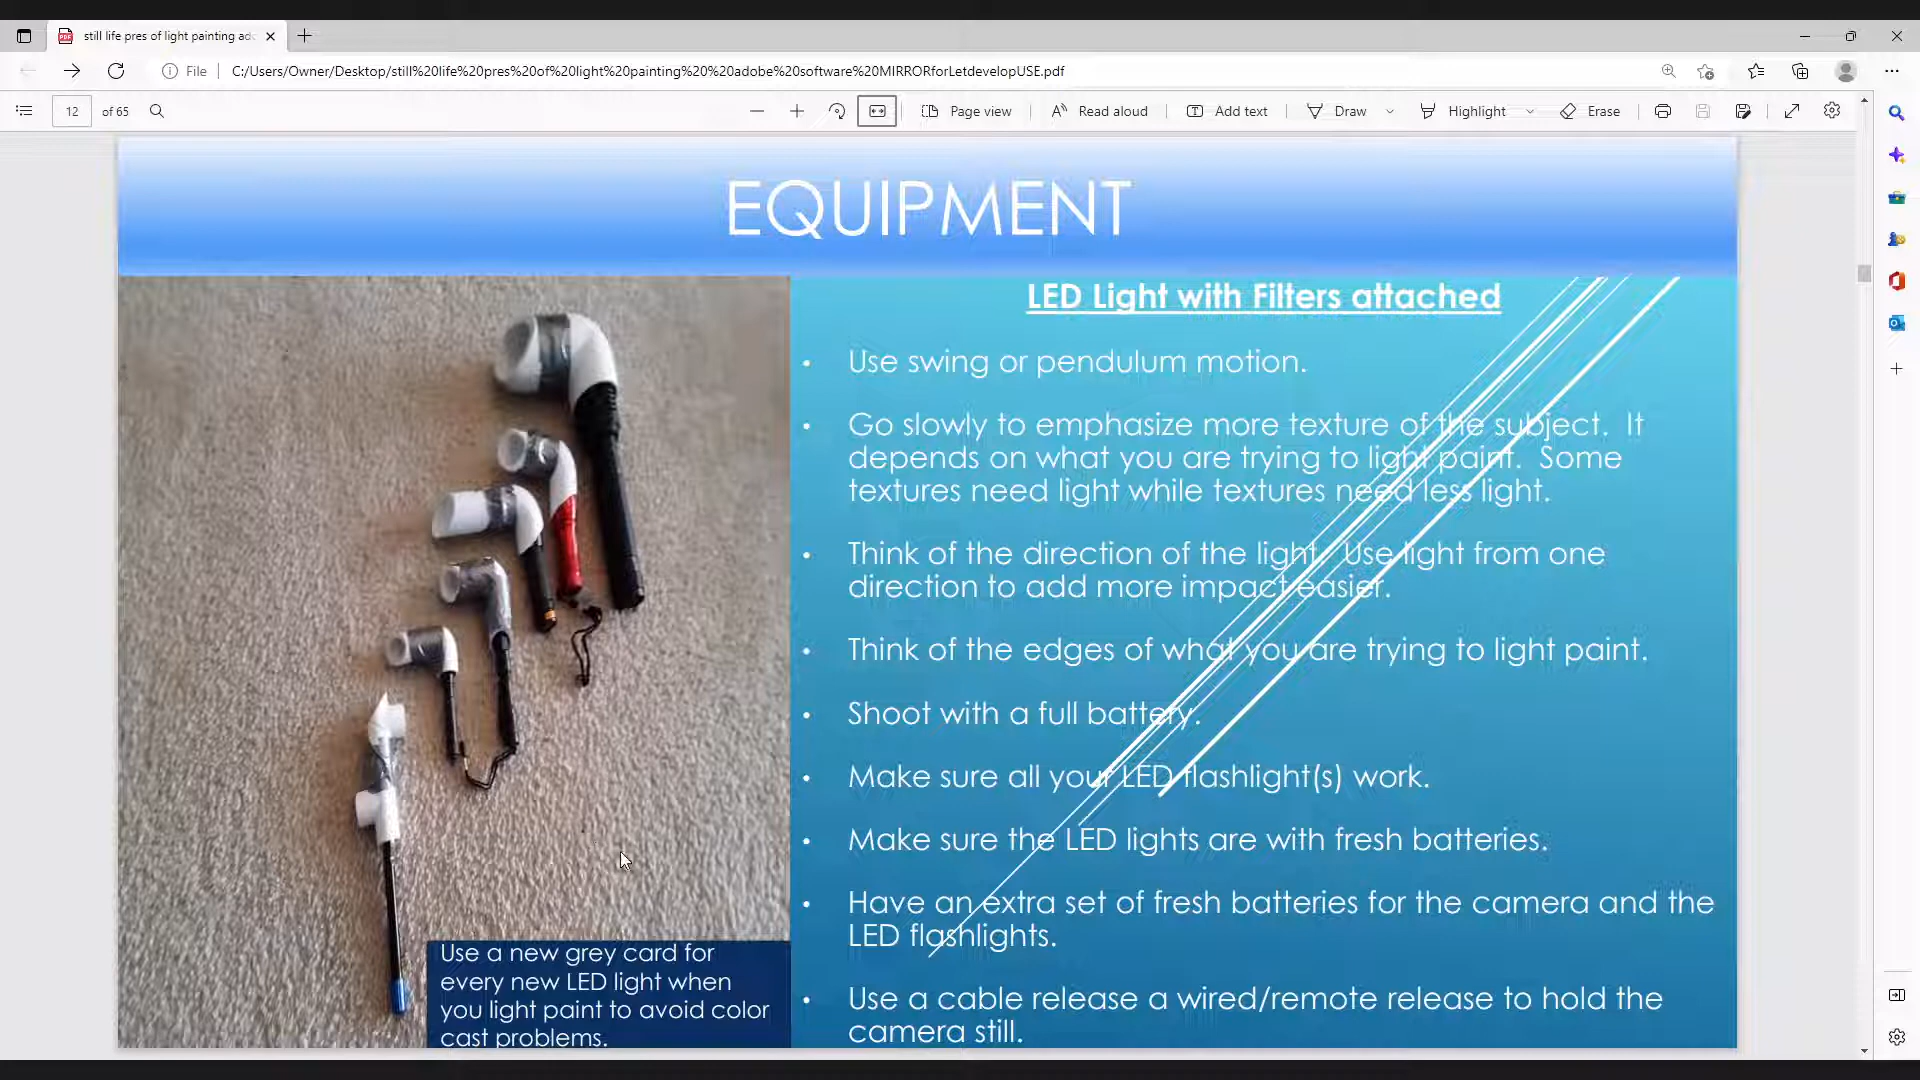 still life pres of light painting ado
File
C:/Users/Owner/Desktop/still%20life%20pres%20of%20light%20painting%20%20adobe%20software%20MIRRORforLetdevelopUSE.pdf
12 of 65
Page view
Read aloud
Add text
Draw
Highlight
Erase
EQUIPMENT
LED Light with Filters attached
• Use swing or pendulum motion.
• Go slowly to emphasize more texture of the subject. It
depends on what you are trying to light paint. Some
textures need light while textures need less light.
• Think of the direction of the light. Use light from one
direction to add more impact easier.
• Think of the edges of what you are trying to light paint.
• Shoot with a full battery.
• Make sure all your LED flashlight(s) work.
• Make sure the LED lights are with fresh batteries.
• Have an extra set of fresh batteries for the camera and the
LED flashlights.
• Use a cable release a wired/remote release to hold the
camera still.
Use a new grey card for
every new LED light when
you light paint to avoid color
cast problems.